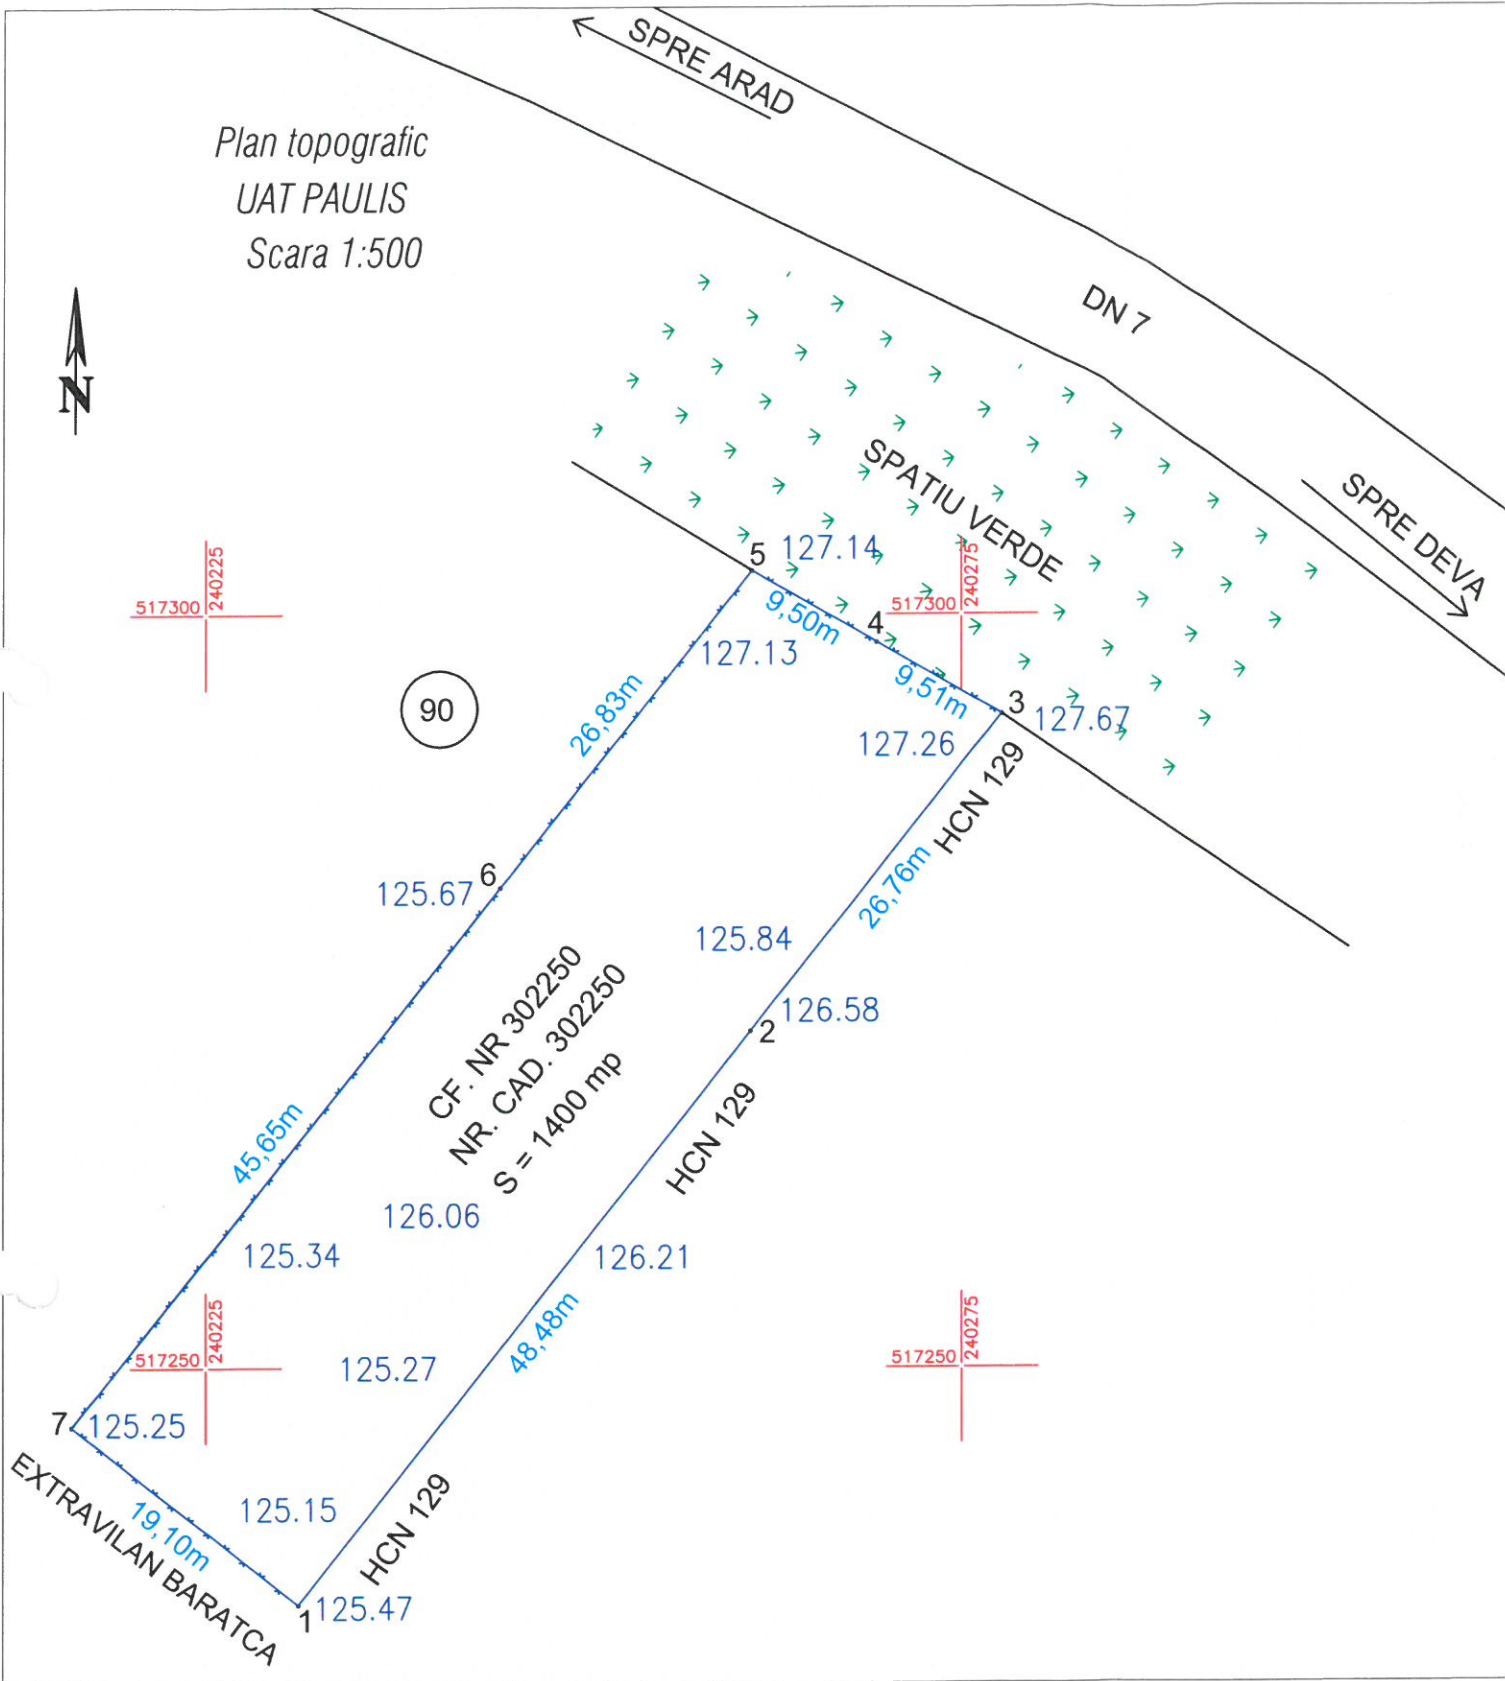 SPRE ARAD
Plan topografic
UAT PAULIS
Scara 1:500
N
DN 7
SPATIU VERDE
SPRE DEVA
517300
240225
5
127.14
9,50m
4
517300
240275
127.13
9,51m
3
127.67
90
26,83m
127.26
HCN 129
26,76m
6
125.67
125.84
126.58
2
CF. NR 302250
NR. CAD. 302250
S = 1400 mp
HCN 129
45,65m
126.06
125.34
126.21
48,48m
517250
240225
517250
240275
125.27
7
125.25
EXTRAVILAN BARATCA
19,10m
125.15
HCN 129
1
125.47